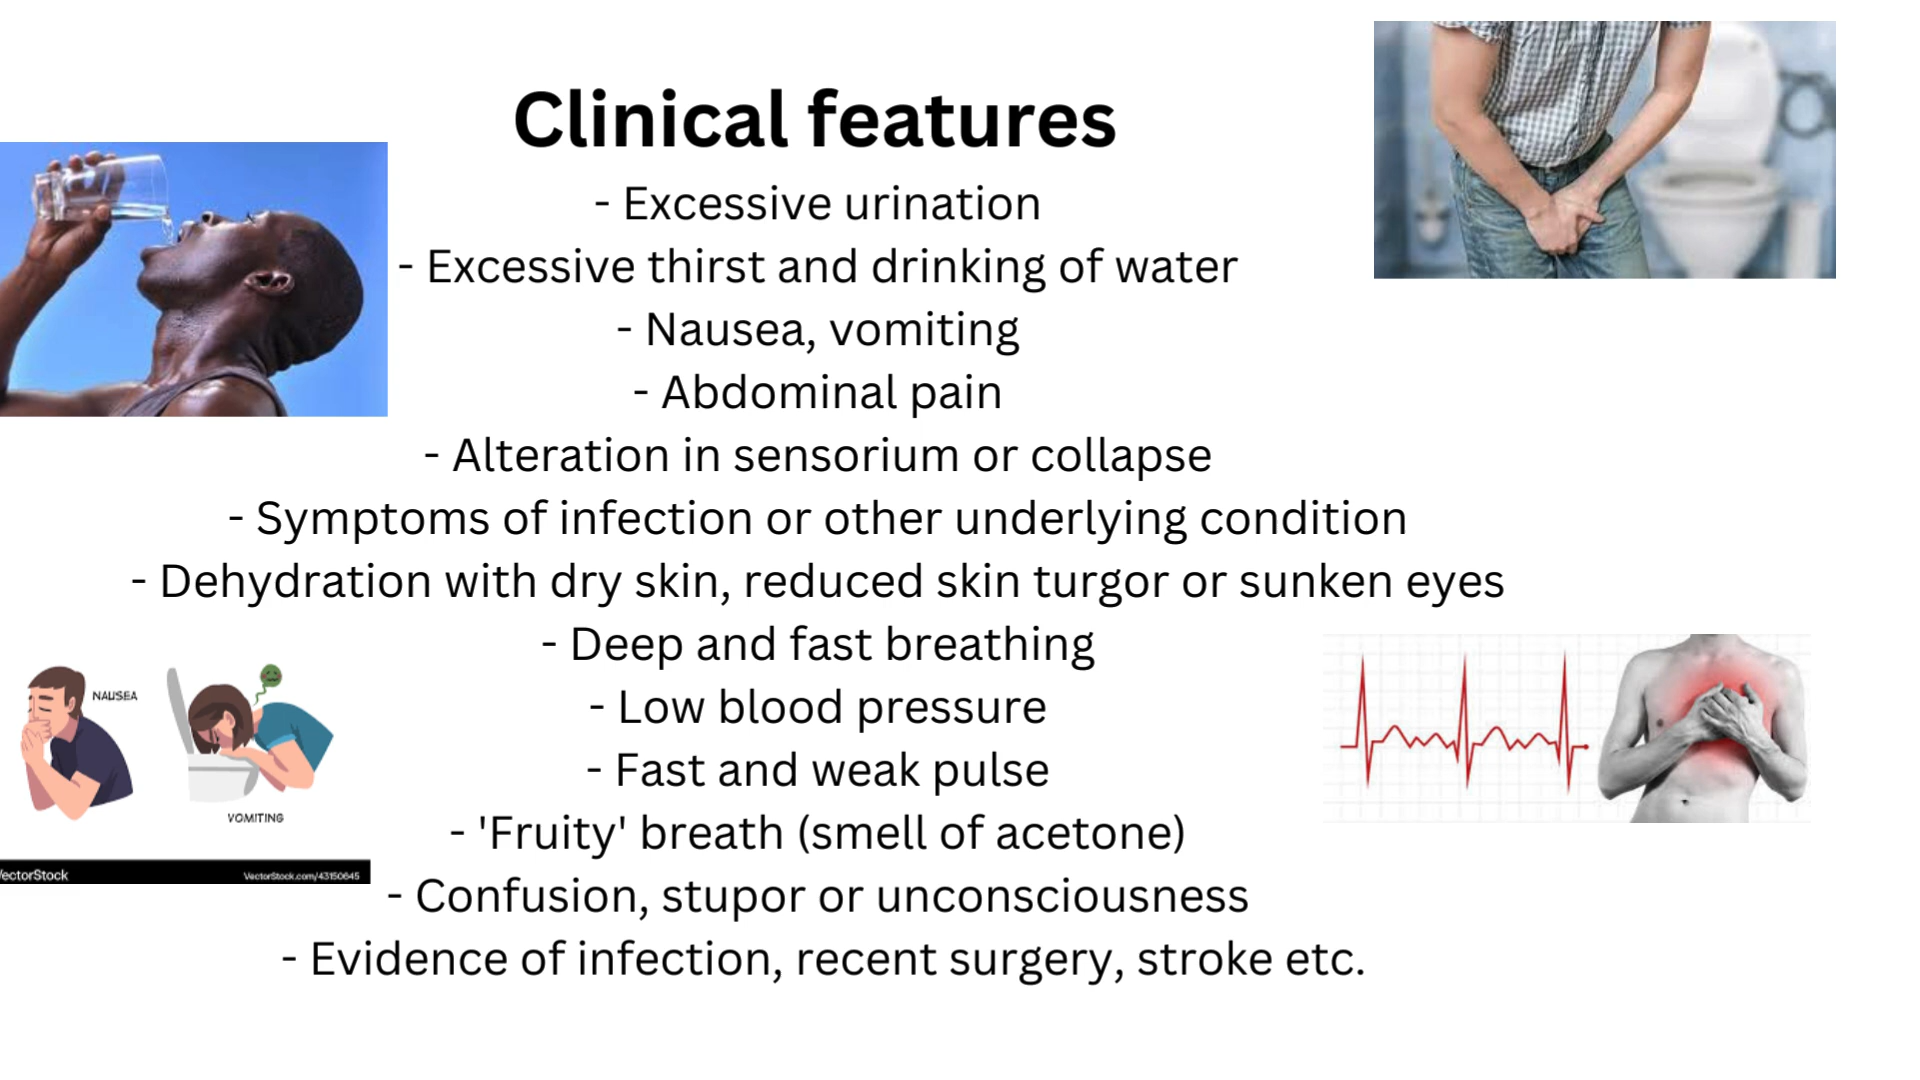 Clinical features
- Excessive urination
- Excessive thirst and drinking of water
- Nausea, vomiting
- Abdominal pain
- Alteration in sensorium or collapse
- Symptoms of infection or other underlying condition
- Dehydration with dry skin, reduced skin turgor or sunken eyes
- Deep and fast breathing
- Low blood pressure
- Fast and weak pulse
- 'Fruity' breath (smell of acetone)
- Confusion, stupor or unconsciousness
- Evidence of infection, recent surgery, stroke etc.
NAUSEA
VOMITING
VectorStock
VectorStock.com/43150645